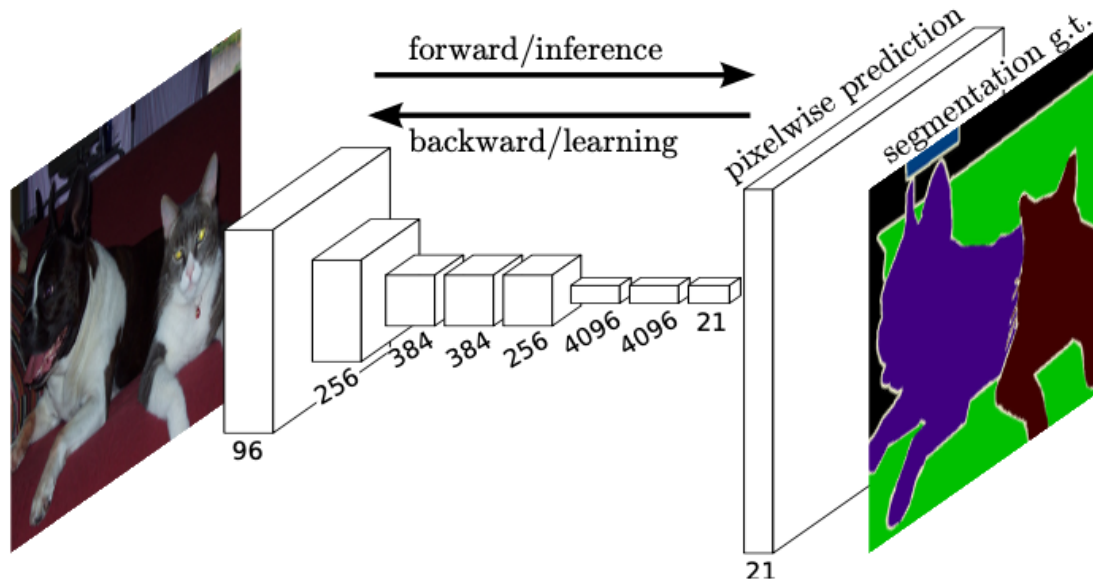 forward/inference
backward/learning
pixelwise prediction
segmentation g.t.
96
256
384
384
256
4096
4096
21
21